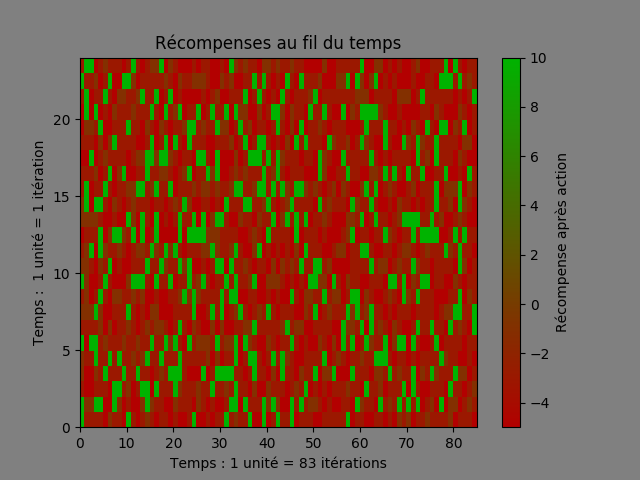 Récompenses au fil du temps
Temps :  1 unité = 1 itération
20
15
10
5
0
0 10 20 30 40 50 60 70 80
Temps : 1 unité = 83 itérations
10
8
6
4
2
0
−2
−4
Récompense après action